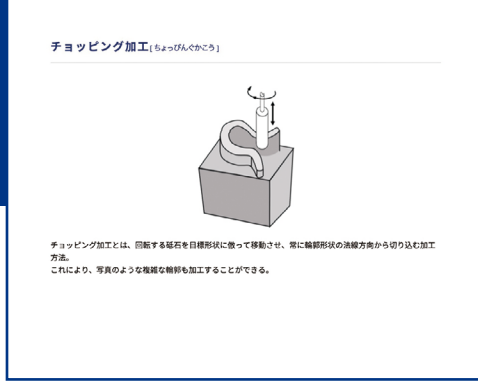 チョッピング加工[ ちょっぴんぐかこう ]
チョッピング加工とは、回転する砥石を目標形状に倣って移動させ、常に輪郭形状の法線方向から切り込む加工
方法。
これにより、写真のような複雑な輪郭も加工することができる。